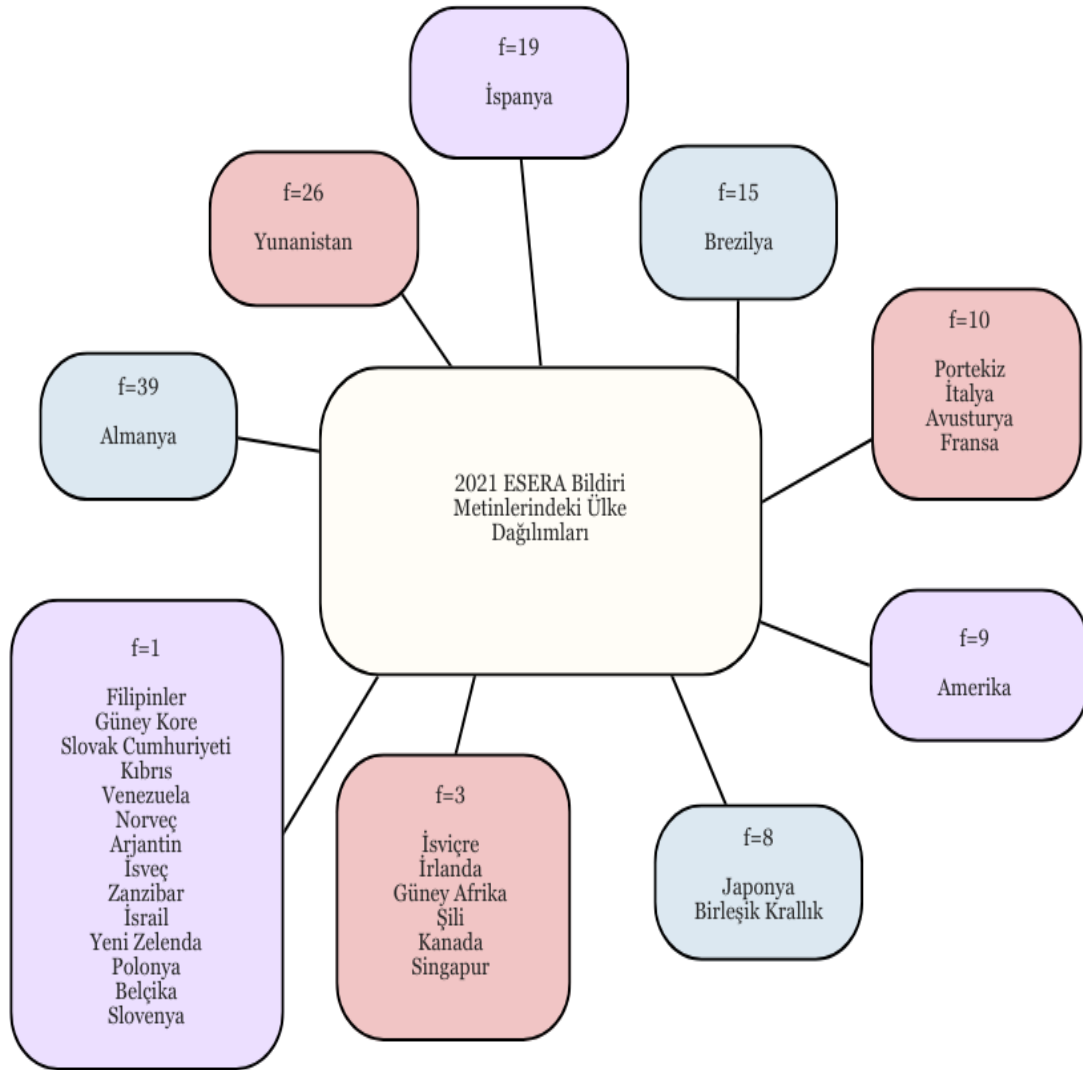 f=19
İspanya
f=26
Yunanistan
f=15
Brezilya
f=10
Portekiz
İtalya
Avusturya
Fransa
f=39
Almanya
2021 ESERA Bildiri
Metinlerindeki Ülke
Dağılımları
f=9
Amerika
f=1
Filipinler
Güney Kore
Slovak Cumhuriyeti
Kıbrıs
Venezuela
Norveç
Arjantin
İsveç
Zanzibar
İsrail
Yeni Zelenda
Polonya
Belçika
Slovenya
f=3
İsviçre
İrlanda
Güney Afrika
Şili
Kanada
Singapur
f=8
Japonya
Birleşik Krallık